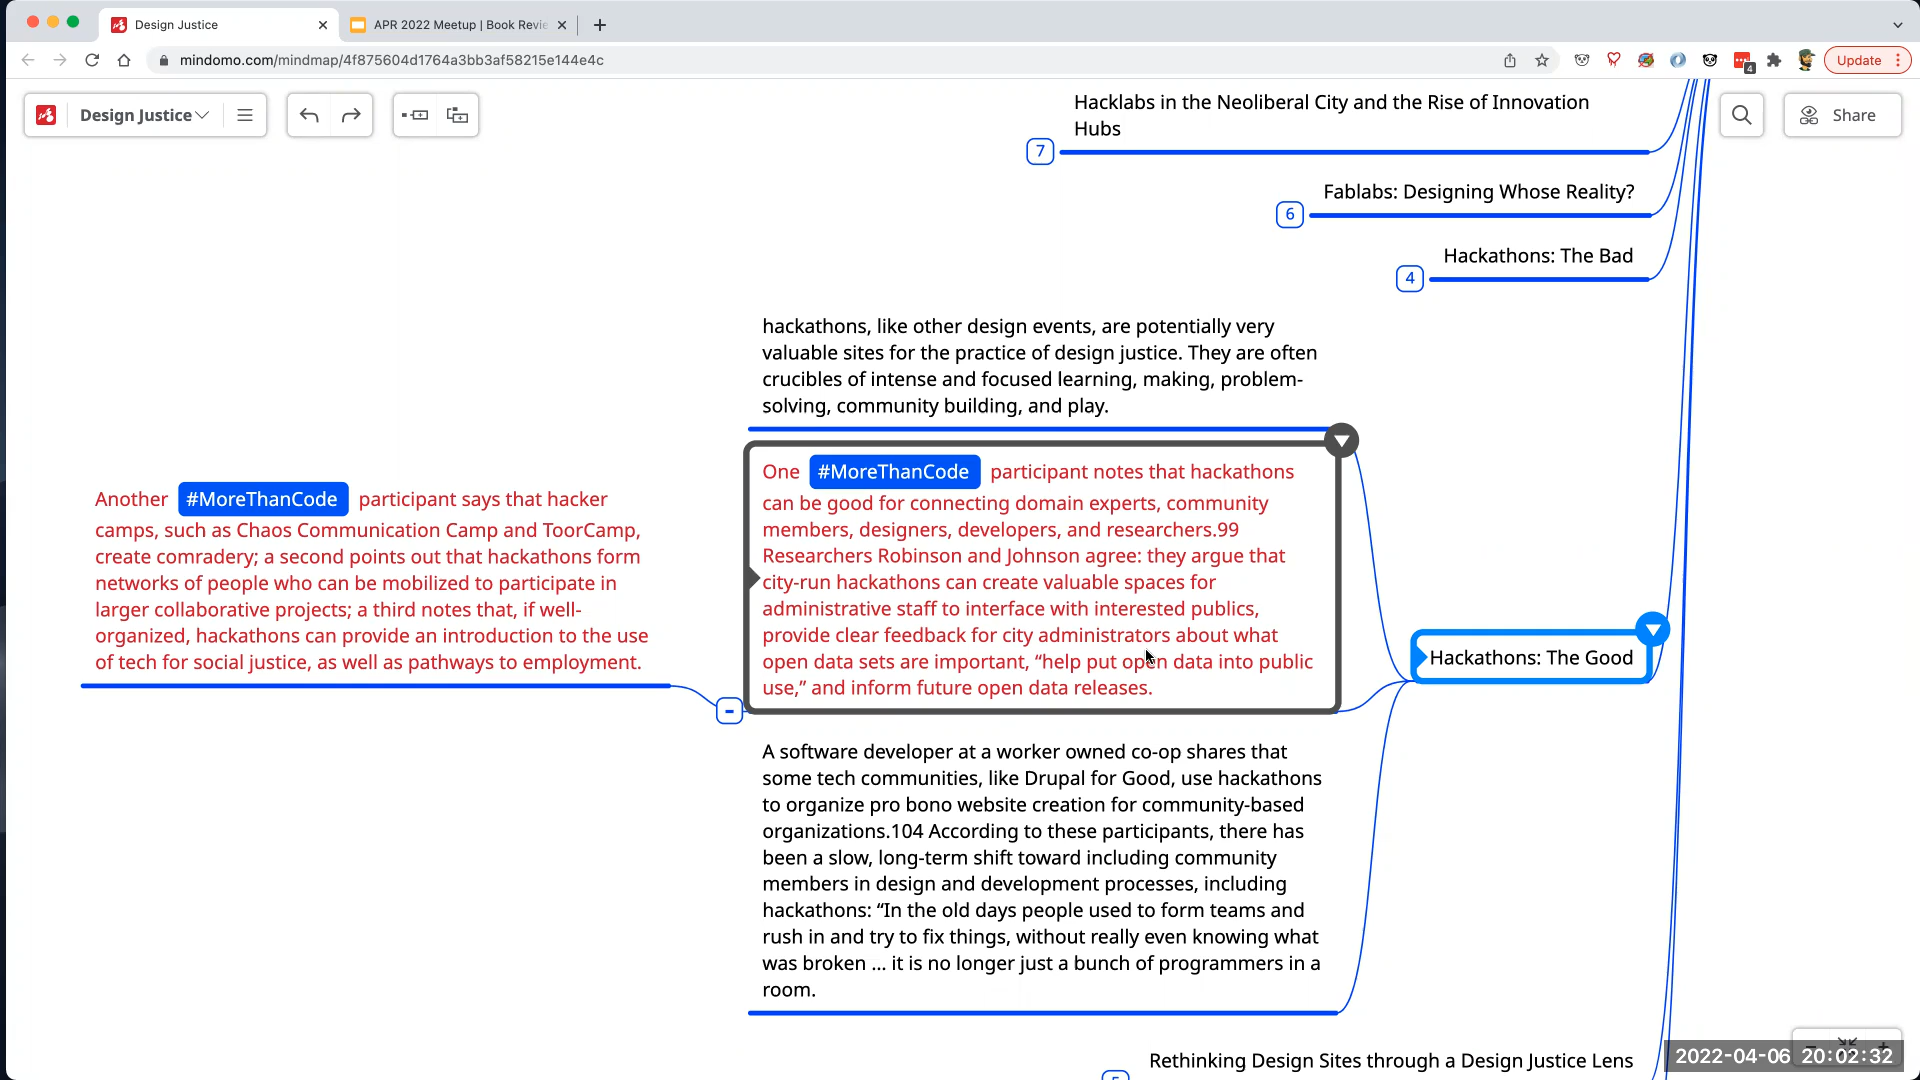 Design Justice
APR 2022 Meetup | Book Revie
mindomo.com/mindmap/4f875604d1764a3bb3af58215e144e4c
4
Update
Design Justice
Share
Hacklabs in the Neoliberal City and the Rise of Innovation
Hubs
7
Fablabs: Designing Whose Reality?
6
Hackathons: The Bad
4
hackathons, like other design events, are potentially very
valuable sites for the practice of design justice. They are often
crucibles of intense and focused learning, making, problem-
solving, community building, and play.
One #MoreThanCode participant notes that hackathons
can be good for connecting domain experts, community
members, designers, developers, and researchers.99
Researchers Robinson and Johnson agree: they argue that
city-run hackathons can create valuable spaces for
administrative staff to interface with interested publics,
provide clear feedback for city administrators about what
open data sets are important, “help put open data into public
use,” and inform future open data releases.
Another #MoreThanCode participant says that hacker
camps, such as Chaos Communication Camp and ToorCamp,
create comradery; a second points out that hackathons form
networks of people who can be mobilized to participate in
larger collaborative projects; a third notes that, if well-
organized, hackathons can provide an introduction to the use
of tech for social justice, as well as pathways to employment.
Hackathons: The Good
A software developer at a worker owned co-op shares that
some tech communities, like Drupal for Good, use hackathons
to organize pro bono website creation for community-based
organizations.104 According to these participants, there has
been a slow, long-term shift toward including community
members in design and development processes, including
hackathons: “In the old days people used to form teams and
rush in and try to fix things, without really even knowing what
was broken ... it is no longer just a bunch of programmers in a
room.
Rethinking Design Sites through a Design Justice Lens
2022-04-06 20:02:32